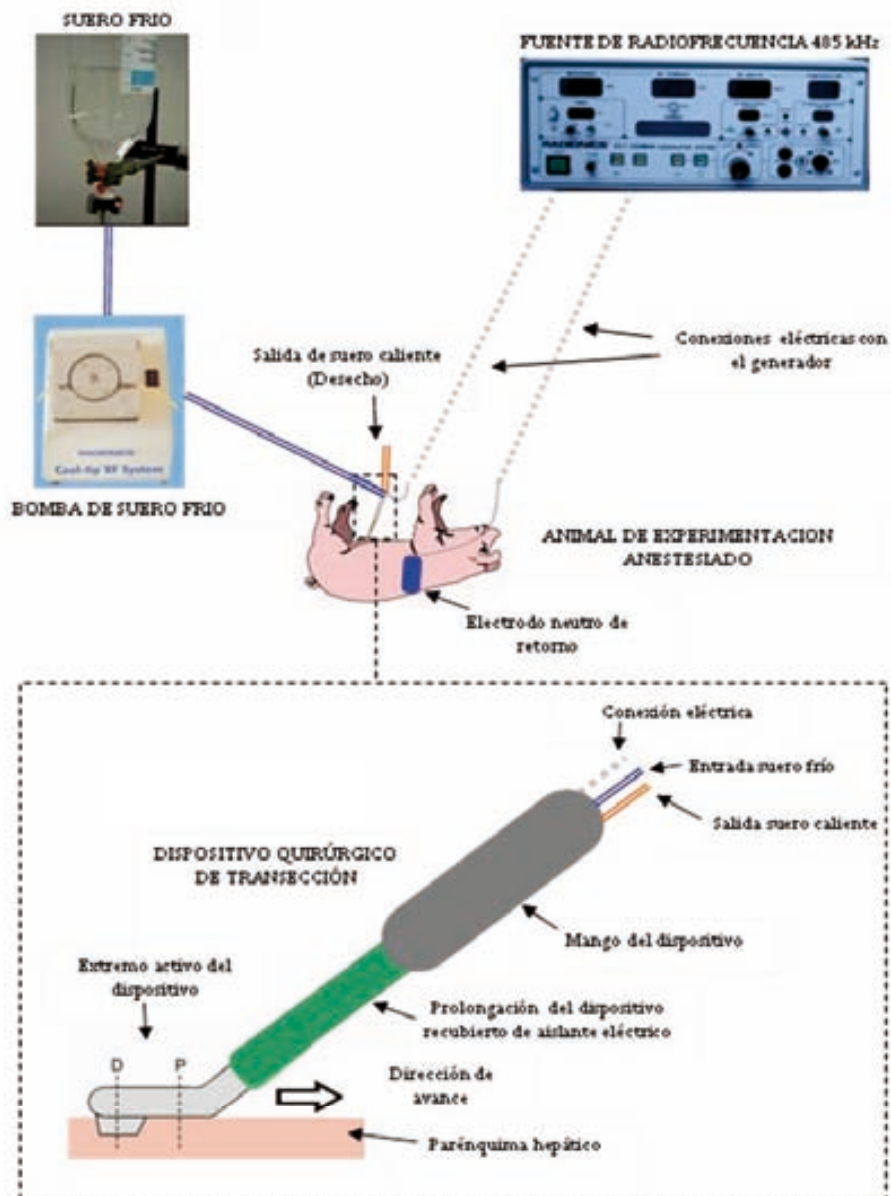 SUERO FRIO
FUENTE DE RADIOFRECUENCIA 485 kHz
RADIONICS
Salida de suero caliente
(Desecho)
Conexiones eléctricas con
el generador
Cool-tip RF System
BOMBA DE SUERO FRIO
ANIMAL DE EXPERIMENTACION
ANESTESIADO
Electrodo neutro de
retorno
Conexión eléctrica
Entrada suero frío
Salida suero caliente
DISPOSITIVO QUIRÚRGICO
DE TRANSECCIÓN
Mango del dispositivo
Extremo activo del
dispositivo
Prolongación del dispositivo
recubierto de aislante eléctrico
D P
Dirección de
avance
Parénquima hepático